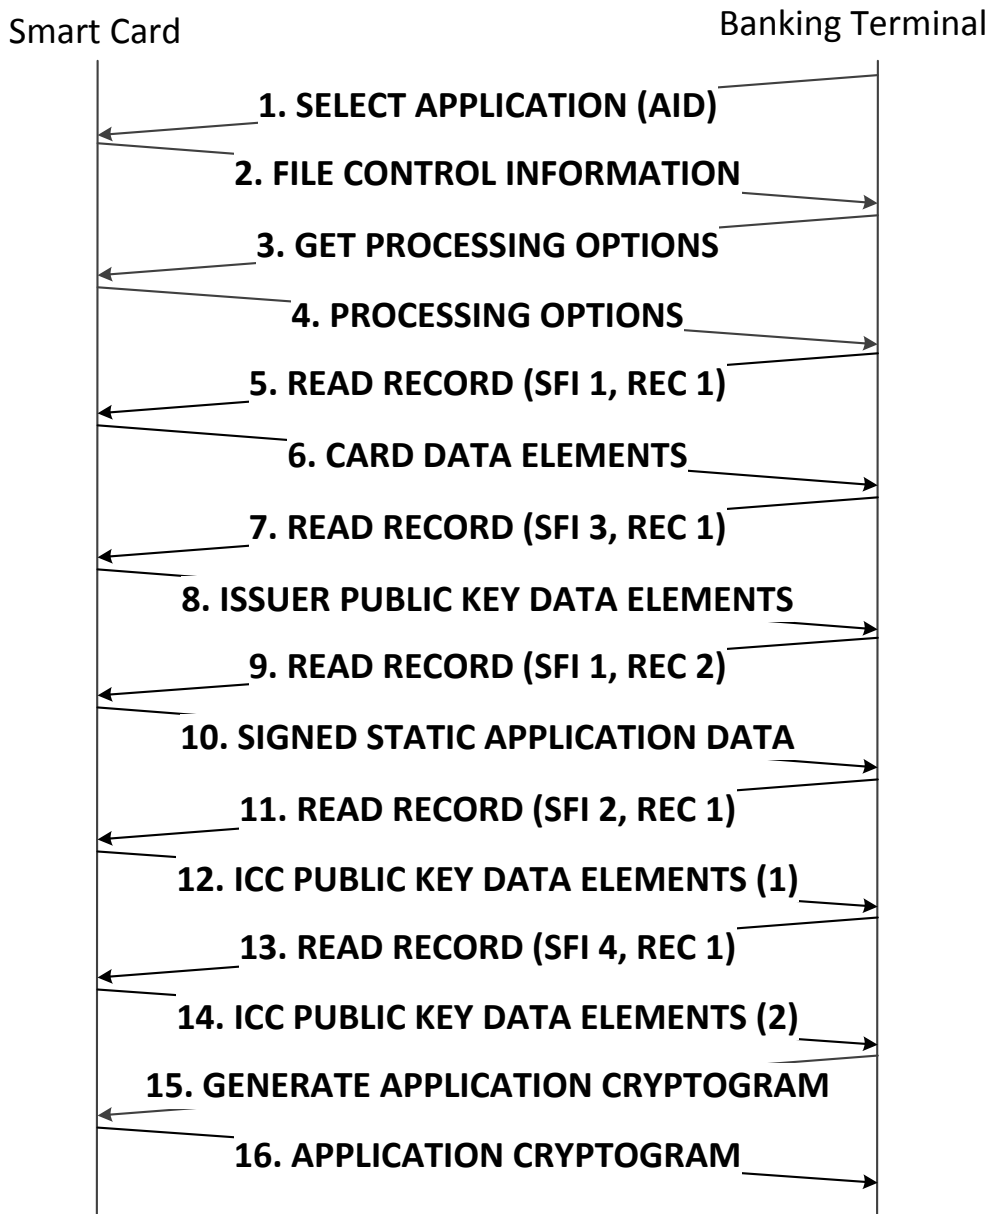 Smart Card
Banking Terminal
1. SELECT APPLICATION (AID)
2. FILE CONTROL INFORMATION
3. GET PROCESSING OPTIONS
4. PROCESSING OPTIONS
5. READ RECORD (SFI 1, REC 1)
6. CARD DATA ELEMENTS
7. READ RECORD (SFI 3, REC 1)
8. ISSUER PUBLIC KEY DATA ELEMENTS
9. READ RECORD (SFI 1, REC 2)
10. SIGNED STATIC APPLICATION DATA
11. READ RECORD (SFI 2, REC 1)
12. ICC PUBLIC KEY DATA ELEMENTS (1)
13. READ RECORD (SFI 4, REC 1)
14. ICC PUBLIC KEY DATA ELEMENTS (2)
15. GENERATE APPLICATION CRYPTOGRAM
16. APPLICATION CRYPTOGRAM